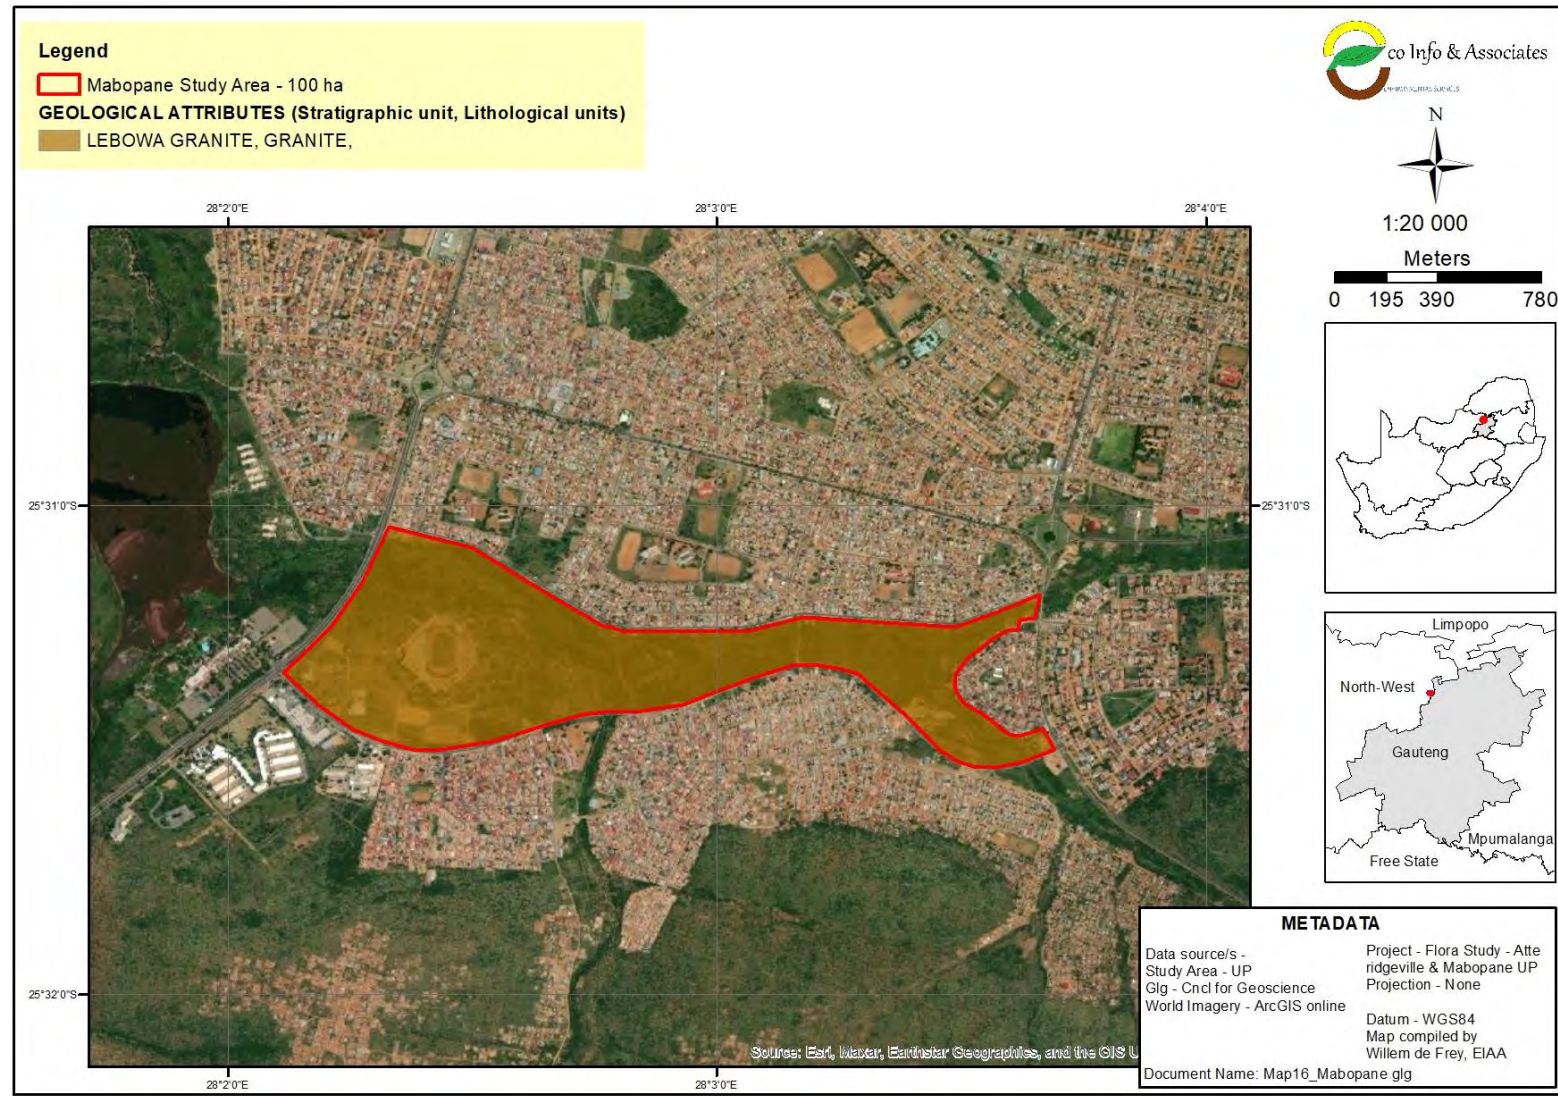 Legend
Mabopane Study Area - 100 ha
GEOLOGICAL ATTRIBUTES (Stratigraphic unit, Lithological units)
LEBOWA GRANITE, GRANITE,
co Info & Associates
N
1:20 000
Meters
0 195 390 780
28°2'0"E 28°3'0"E 28°4'0"E
25°31'0"S
25°31'0"S
25°32'0"S
28°2'0"E 28°3'0"E
Source: Esri, Maxar, Earthstar Geographics, and the GIS U
Limpopo
North-West
Gauteng
Mpumalanga
Free State
METADATA
Data source/s -
Study Area - UP
Glg - Cncl for Geoscience
World Imagery - ArcGIS online
Project - Flora Study - Atte
ridgeville & Mabopane UP
Projection - None
Datum - WGS84
Map compiled by
Willem de Frey, EIAA
Document Name: Map16_Mabopane glg